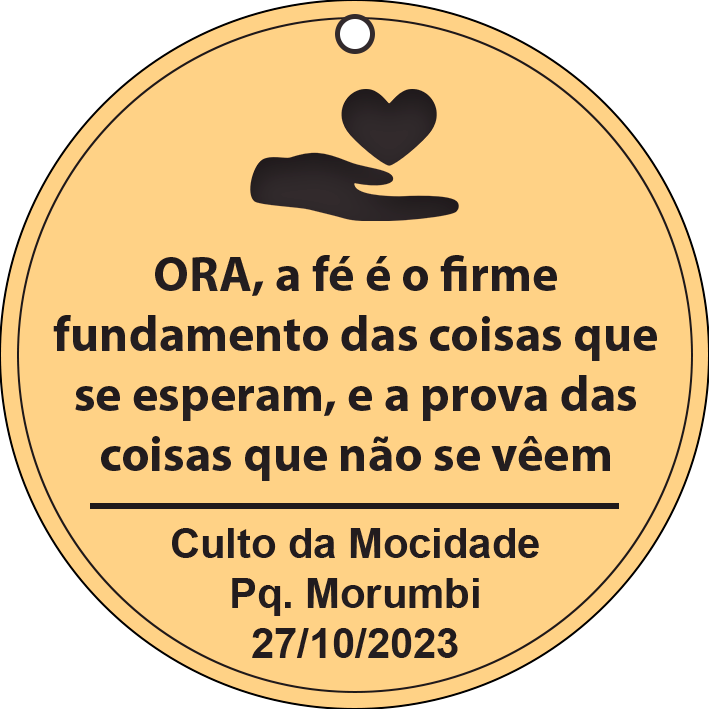 ORA, a fé é o firme
fundamento das coisas que
se esperam, e a prova das
coisas que não se vêem
Culto da Mocidade
Pq. Morumbi
27/10/2023